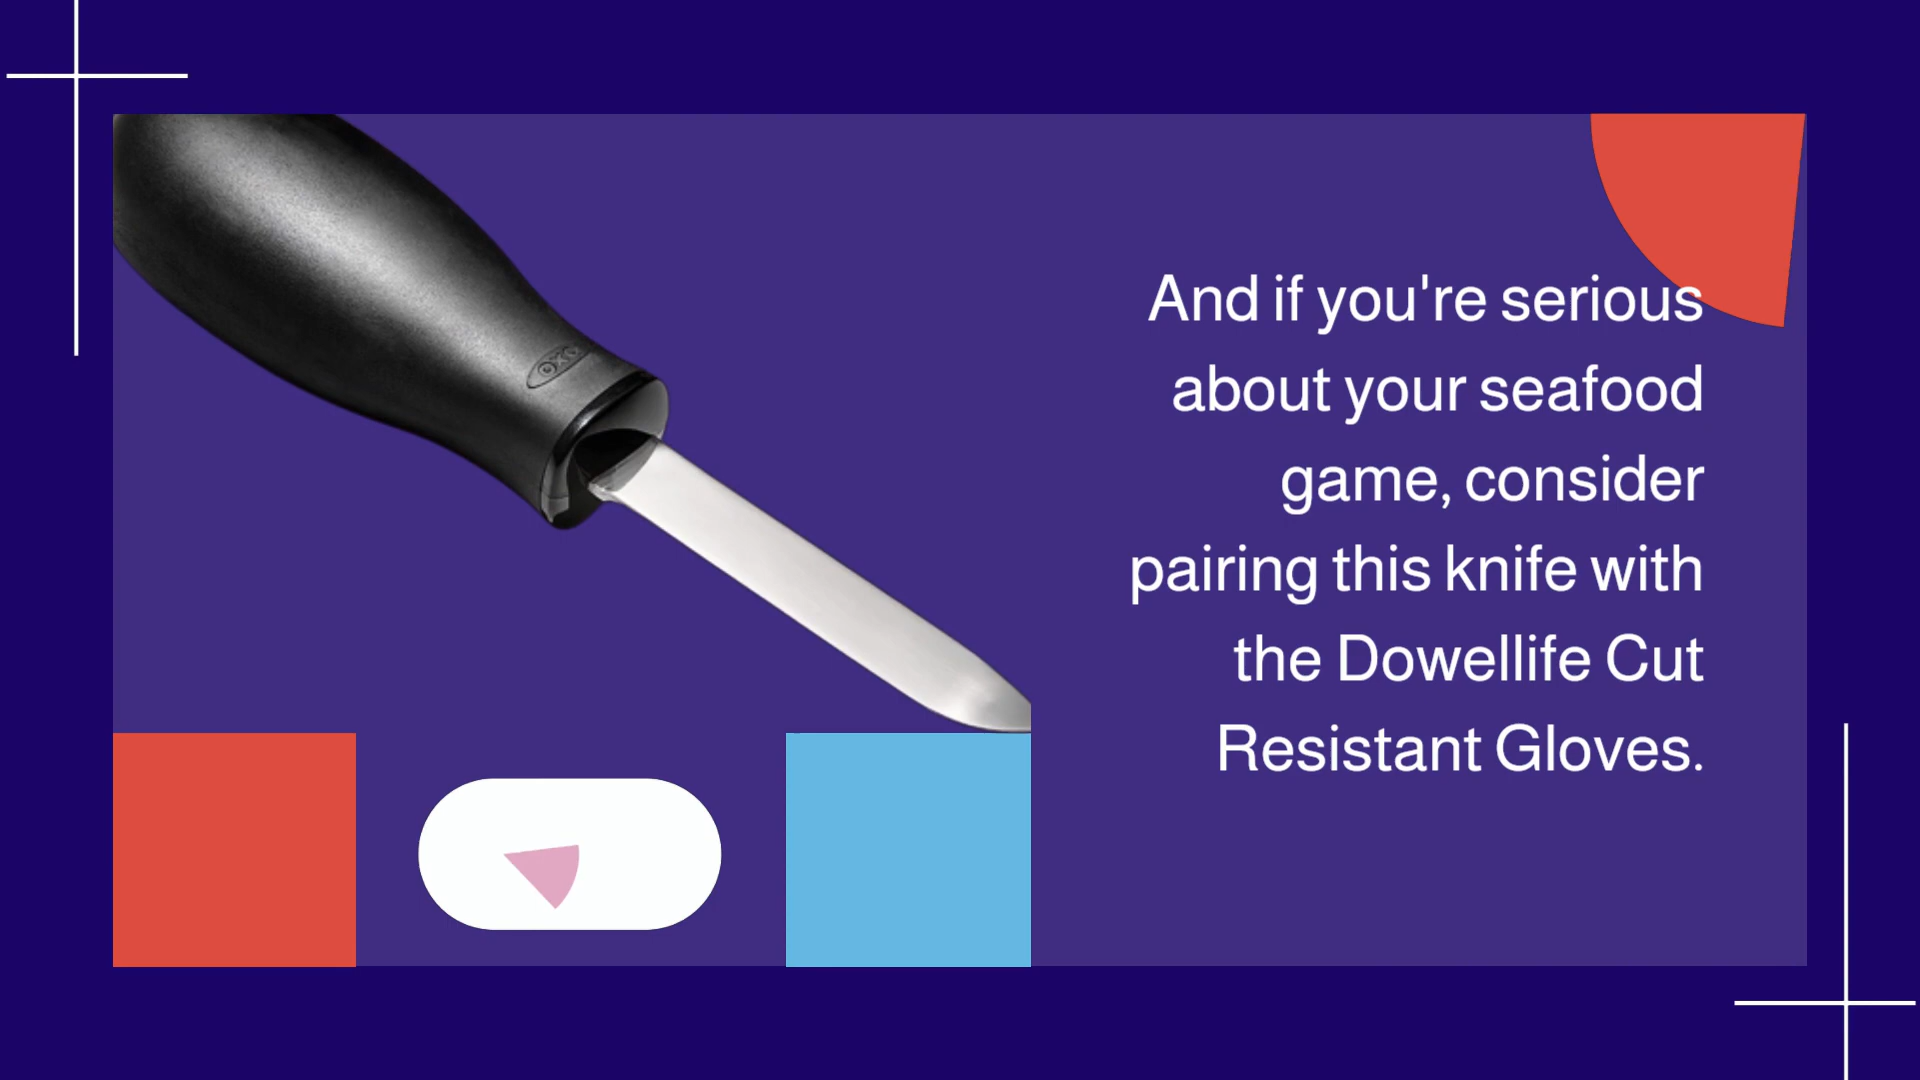 OXO
And if you're serious
about your seafood
game, consider
pairing this knife with
the Dowellife Cut
Resistant Gloves.